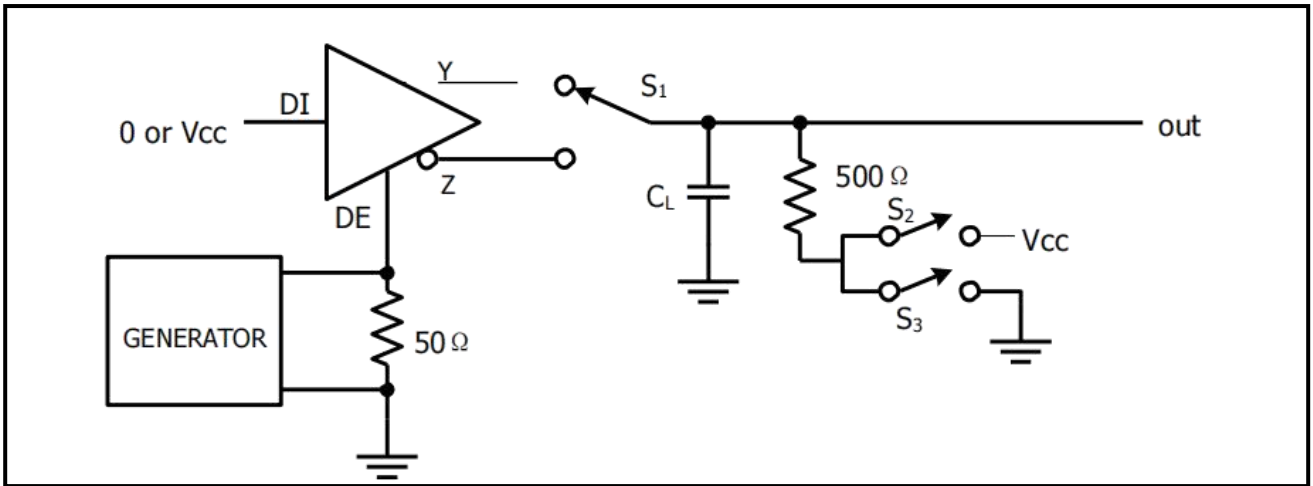 Y
S1
DI
0 or Vcc
out
Z
500 Ω
CL
S2
DE
Vcc
S3
GENERATOR
50 Ω